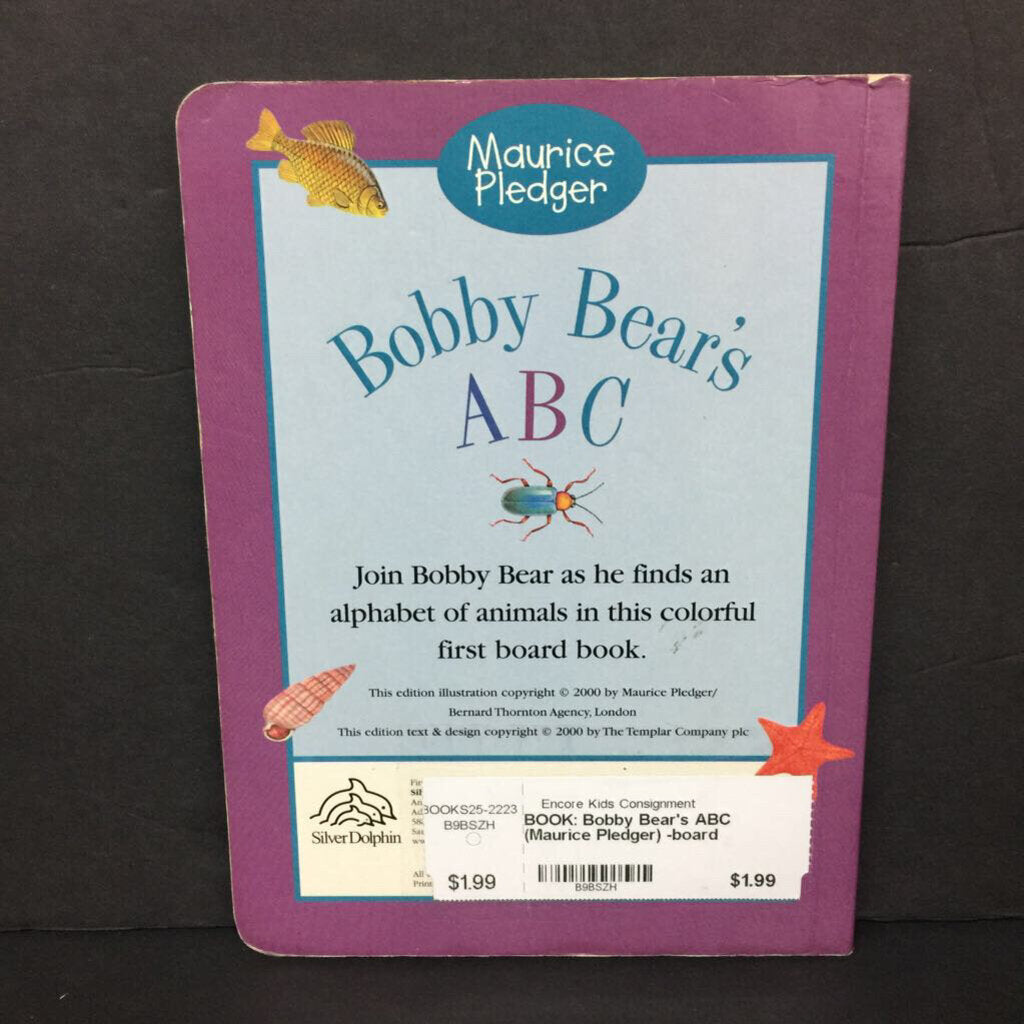 Maurice
Pledger
Bobby Bear's
ABC
Join Bobby Bear as he finds an
alphabet of animals in this colorful
first board book.
This edition illustration copyright © 2000 by Maurice Pledger/
Bernard Thornton Agency, London
This edition text & design copyright © 2000 by The Templar Company plc
Silver Dolphin
All
BOOKS25-2223
B9BSZH
$1.99
Encore Kids Consignment
BOOK: Bobby Bear's ABC
(Maurice Pledger) -board
B9BSZH
$1.99